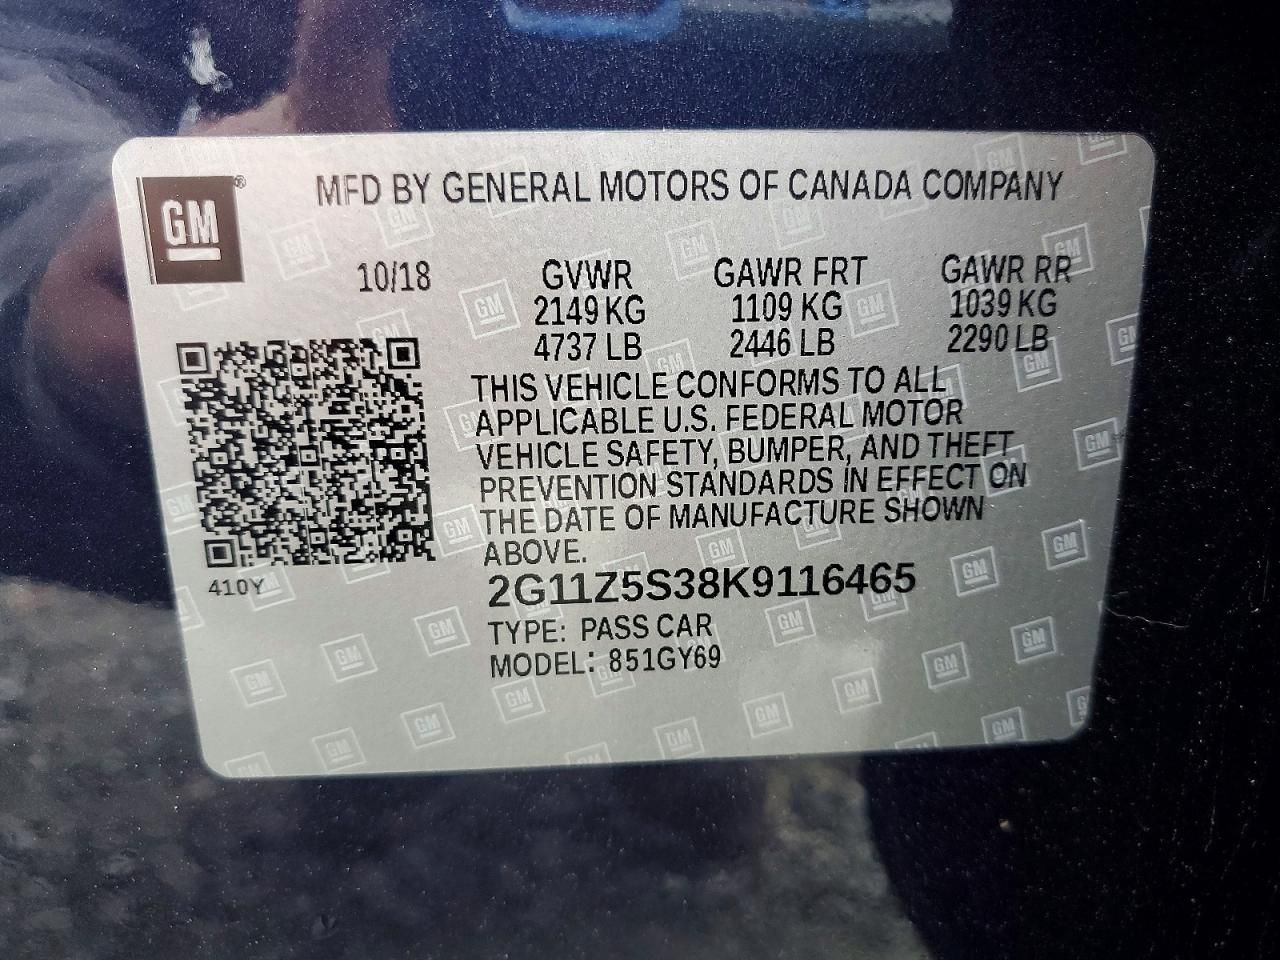 GM®
MFD BY GENERAL MOTORS OF CANADA COMPANY
10/18
GVWR GAWR FRT GAWR RR
2149 KG 1109 KG 1039 KG
4737 LB 2446 LB 2290 LB
THIS VEHICLE CONFORMS TO ALL
APPLICABLE U.S. FEDERAL MOTOR
VEHICLE SAFETY, BUMPER, AND THEFT
PREVENTION STANDARDS IN EFFECT ON
THE DATE OF MANUFACTURE SHOWN
ABOVE.
410Y
2G11Z5S38K9116465
TYPE: PASS CAR
MODEL: 851GY69